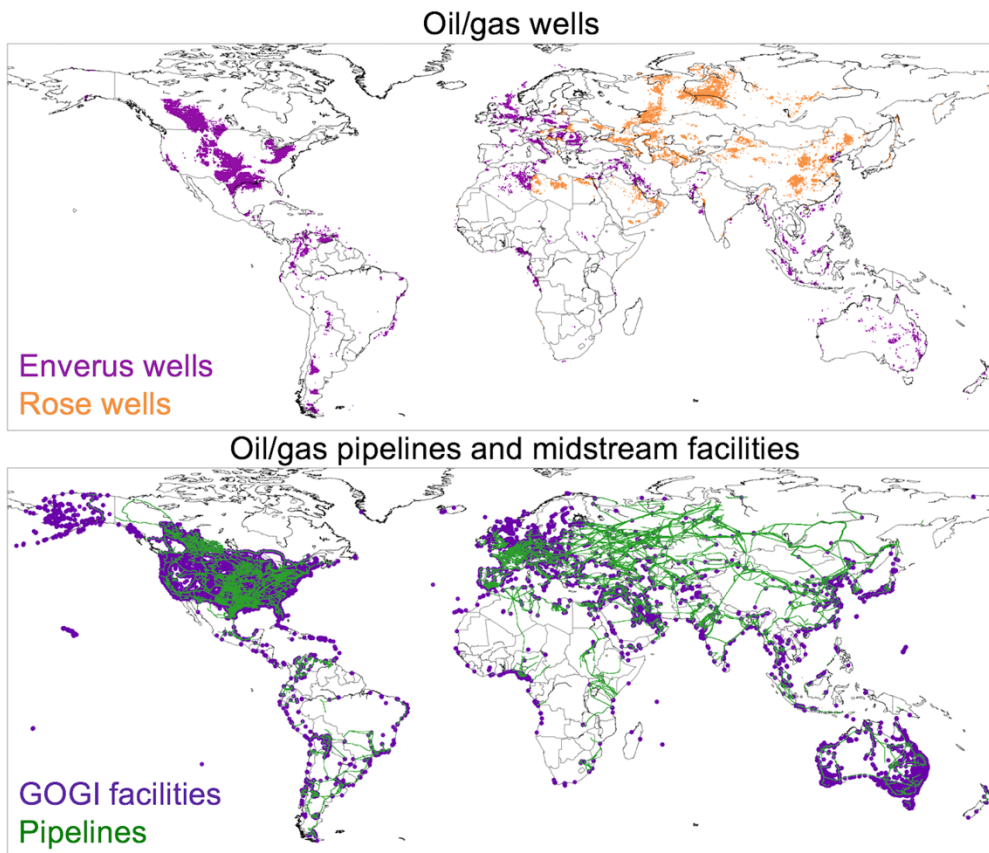 Oil/gas wells
Enverus wells
Rose wells
Oil/gas pipelines and midstream facilities
GOGI facilities
Pipelines